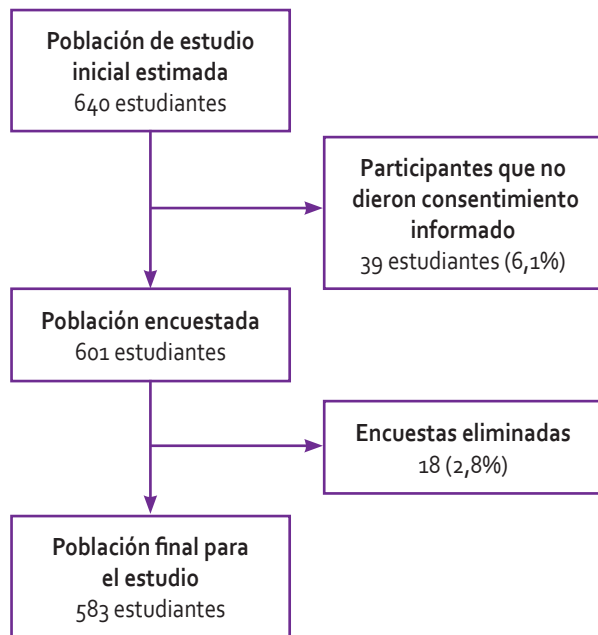 Población de estudio
inicial estimada
640 estudiantes
Participantes que no
dieron consentimiento
informado
39 estudiantes (6,1%)
Población encuestada
601 estudiantes
Encuestas eliminadas
18 (2,8%)
Población final para
el estudio
583 estudiantes